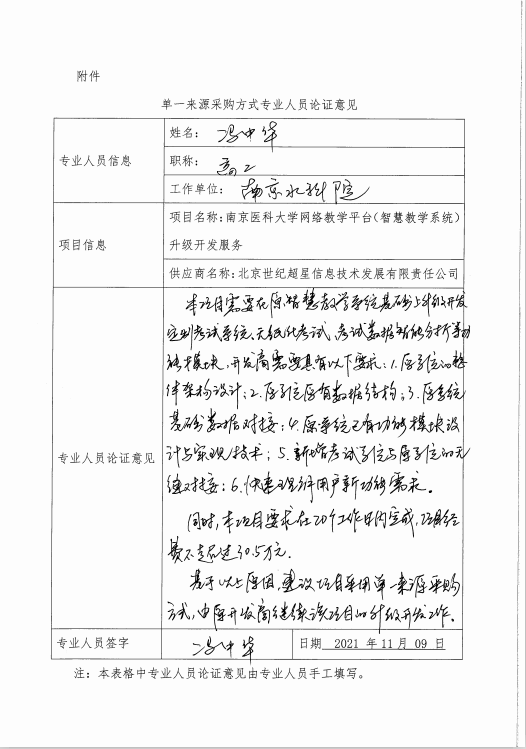 附件
单一来源采购方式专业人员论证意见
专业人员信息
姓名： 冯中华
职称： 高工
工作单位： 南京水科院
项目信息
项目名称：南京医科大学网络教学平台（智慧教学系统）
升级开发服务
供应商名称：北京世纪超星信息技术发展有限责任公司
专业人员论证意见
本项目需要在原智慧教学系统基础上升级开发
定制考试系统、无纸化考试、考试数据智能分析等功
能模块，开发商需要具有以下要求：1.原系统的整
体架构设计；2.原系统原有数据结构；3.原系统
基础数据对接；4.原系统已有功能模块设
计与实现技术；5.新增考试系统与原系统的无
缝对接；6.快速理解用户新功能需求。
同时，本项目要求在20个工作日内完成，项目经
费不超过30.5万元.
基于以上原因，建议项目采用单一来源采购
方式，由原开发商继续该项目的升级开发工作.
专业人员签字
冯中华
日期 2021 年 11 月 09 日
注：本表格中专业人员论证意见由专业人员手工填写。